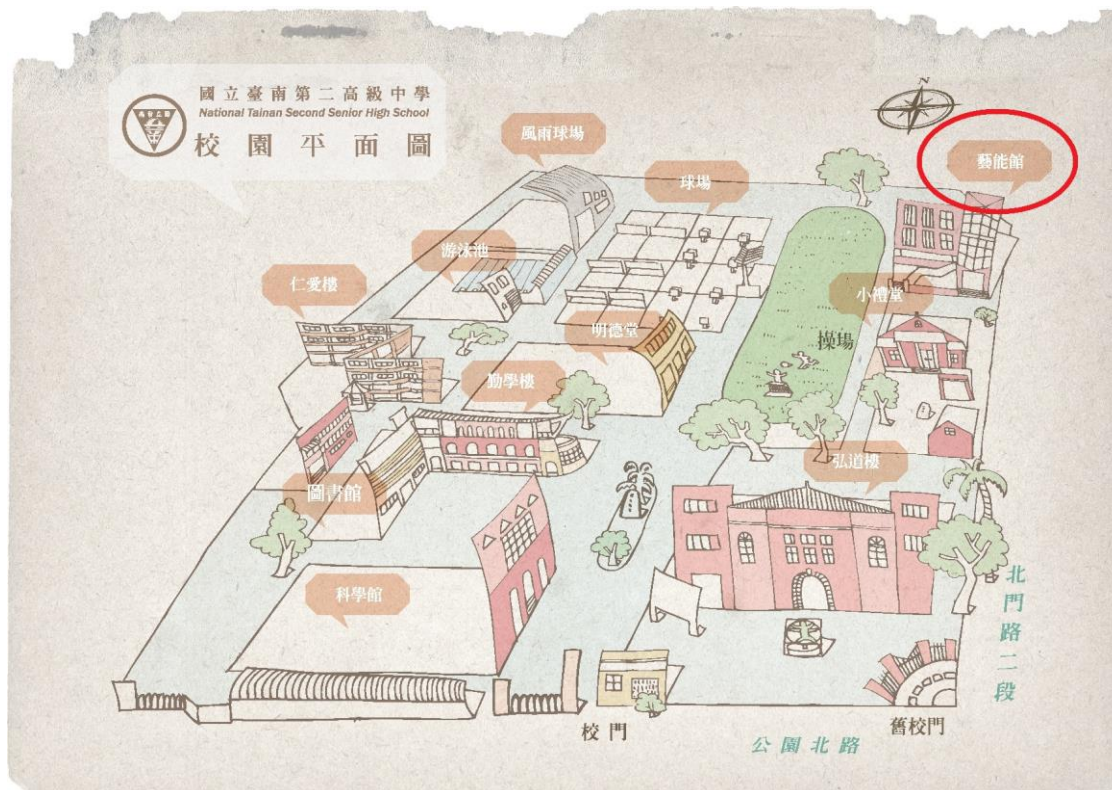 國立臺南第二高級中學
National Tainan Second Senior High School
校園平面圖
N
風雨球場
藝能館
球場
游泳池
仁愛樓
小禮堂
明德堂
操場
勤學樓
弘道樓
圖書館
科學館
北門路二段
校門
舊校門
公園北路